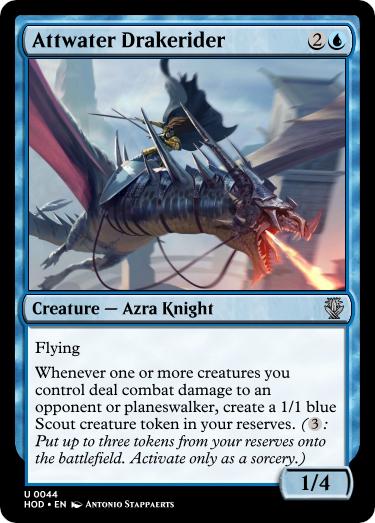 Attwater Drakerider 2
Creature — Azra Knight
Flying
Whenever one or more creatures you
control deal combat damage to an
opponent or planeswalker, create a 1/1 blue
Scout creature token in your reserves. (3:
Put up to three tokens from your reserves onto
the battlefield. Activate only as a sorcery.)
1/4
U 0044
HOD • EN Antonio Stappaerts